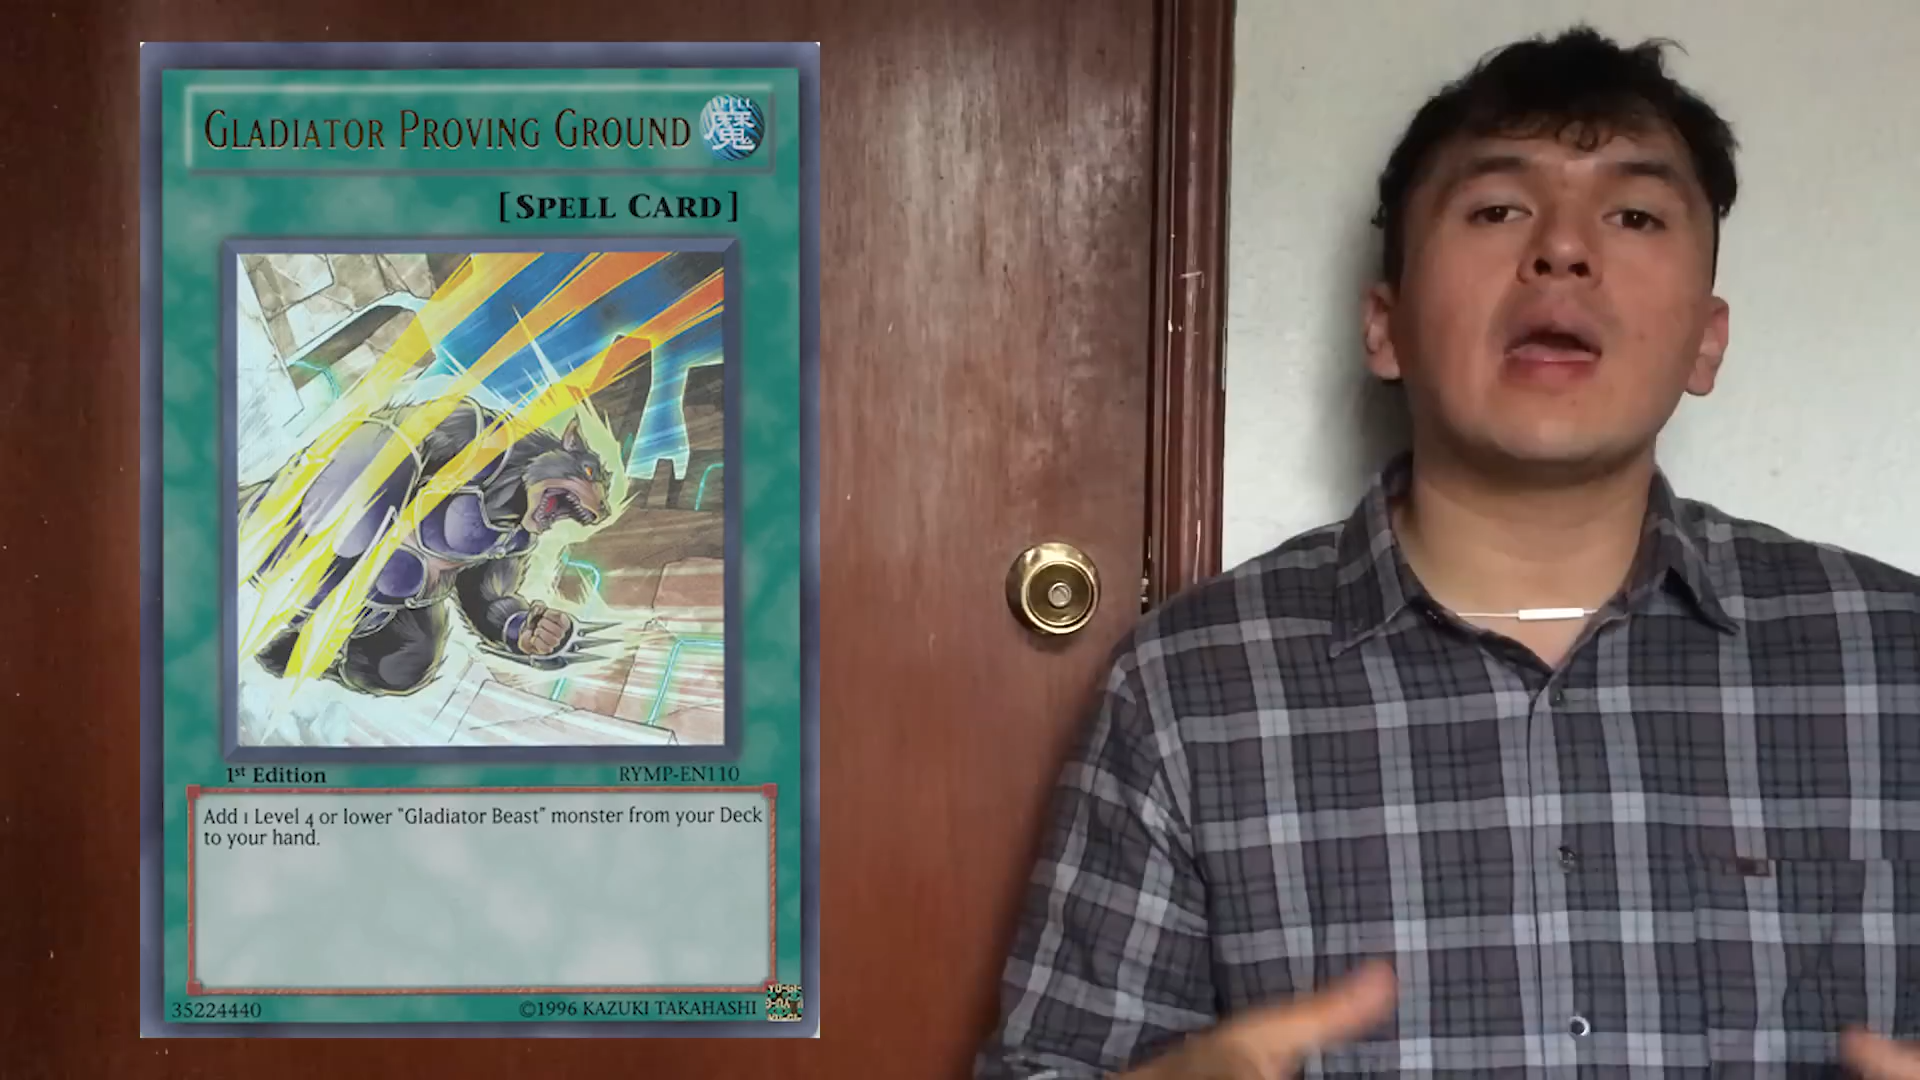 GLADIATOR PROVING GROUND
SPELL
魔
[SPELL CARD]
1st Edition
RYMP-EN110
Add 1 Level 4 or lower "Gladiator Beast" monster from your Deck
to your hand.
35224440
©1996 KAZUKI TAKAHASHI